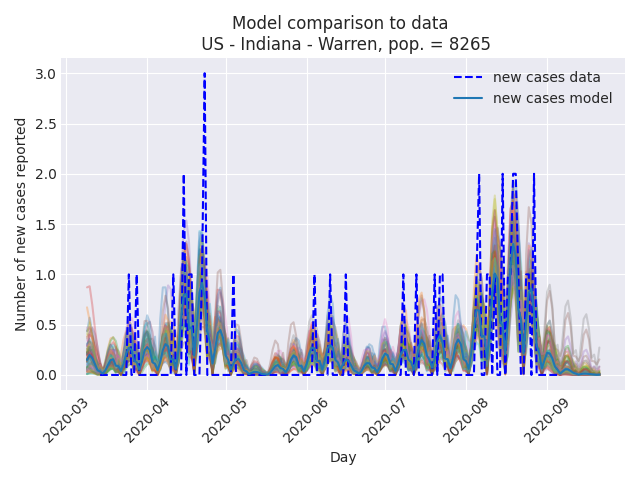 Model comparison to data
US - Indiana - Warren, pop. = 8265
Number of new cases reported
3.0
2.5
2.0
1.5
1.0
0.5
0.0
new cases data
new cases model
2020-03
2020-04
2020-05
2020-06
2020-07
2020-08
2020-09
Day